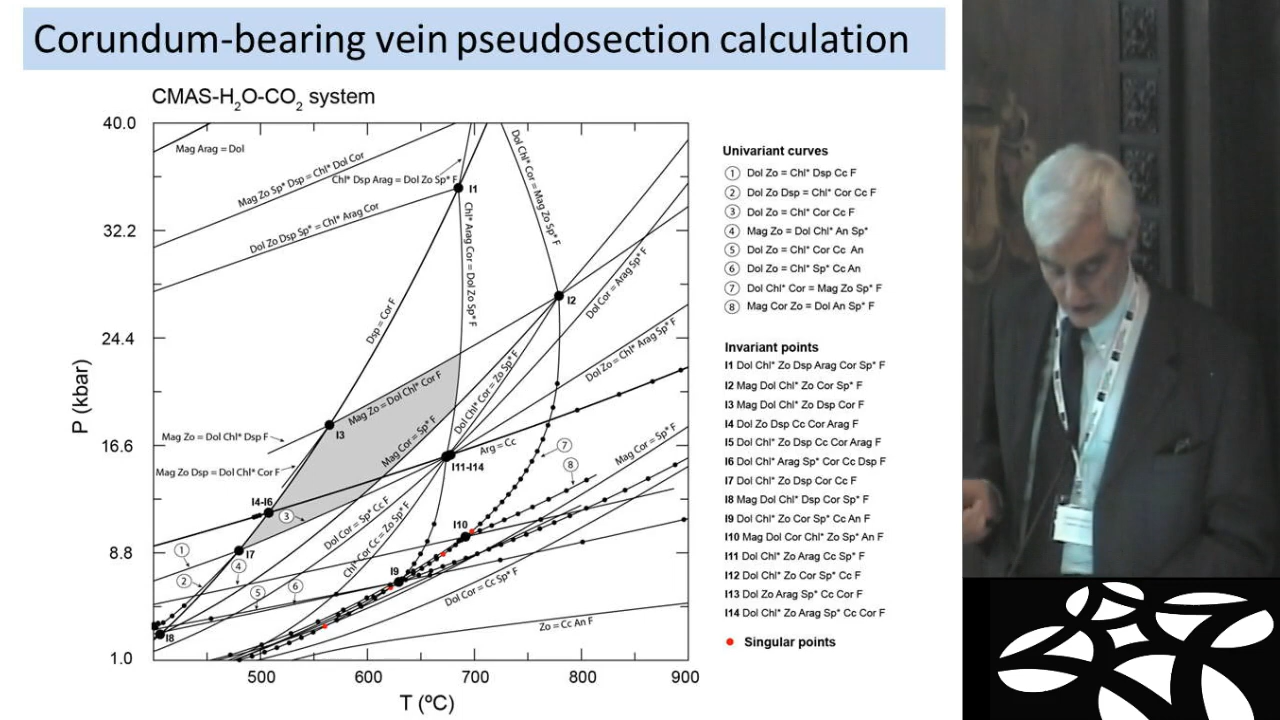 Corundum-bearing vein pseudosection calculation
CMAS-H2O-CO2 system
40.0
32.2
24.4
16.6
8.8
1.0
P (kbar)
500
600
700
800
900
T (ºC)
Mag Arag = Dol
Mag Zo Sp* Dsp = Chl* Dol Cor
Chl* Dsp Arag = Dol Zo Sp* F
Dol Zo Dsp Sp* = Chl* Arag Cor
I1
Dol Chl* Cor = Mag Zo Sp* F
Chl* Arag Cor = Dol Zo Sp* F
Dsp = Cor F
I2
Dol Cor = Arag Sp* F
Dol Zo = Chl* Arag Sp* F
Mag Zo = Dol Chl* Cor F
Dol Chl* Cor = Zo Sp* F
Mag Cor = Sp* F
I3
Mag Zo = Dol Chl* Dsp F
Mag Zo Dsp = Dol Chl* Cor F
Arg = Cc
I11-I14
7
8
Mag Cor = Sp* F
I4-I6
3
Dol Cor = Sp* Cc F
Chl* Cor Cc = Zo Sp* F
I10
I7
1
4
2
5
6
I9
Dol Cor = Cc Sp* F
Zo = Cc An F
I8
Univariant curves
1 Dol Zo = Chl* Dsp Cc F
2 Dol Zo Dsp = Chl* Cor Cc F
3 Dol Zo = Chl* Cor Cc F
4 Mag Zo = Dol Chl* An Sp*
5 Dol Zo = Chl* Cor Cc An
6 Dol Zo = Chl* Sp* Cc An
7 Dol Chl* Cor = Mag Zo Sp* F
8 Mag Cor Zo = Dol An Sp* F
Invariant points
I1 Dol Chl* Zo Dsp Arag Cor Sp* F
I2 Mag Dol Chl* Zo Cor Sp* F
I3 Mag Dol Chl* Zo Dsp Cor F
I4 Dol Zo Dsp Cc Cor Arag F
I5 Dol Chl* Zo Dsp Cc Cor Arag F
I6 Dol Chl* Arag Sp* Cor Cc Dsp F
I7 Dol Chl* Zo Dsp Cor Cc F
I8 Mag Dol Chl* Dsp Cor Sp* F
I9 Dol Chl* Zo Cor Sp* Cc An F
I10 Mag Dol Cor Chl* Zo Sp* An F
I11 Dol Chl* Zo Arag Cc Sp* F
I12 Dol Chl* Zo Cor Sp* Cc F
I13 Dol Zo Arag Sp* Cc Cor F
I14 Dol Chl* Zo Arag Sp* Cc Cor F
Singular points